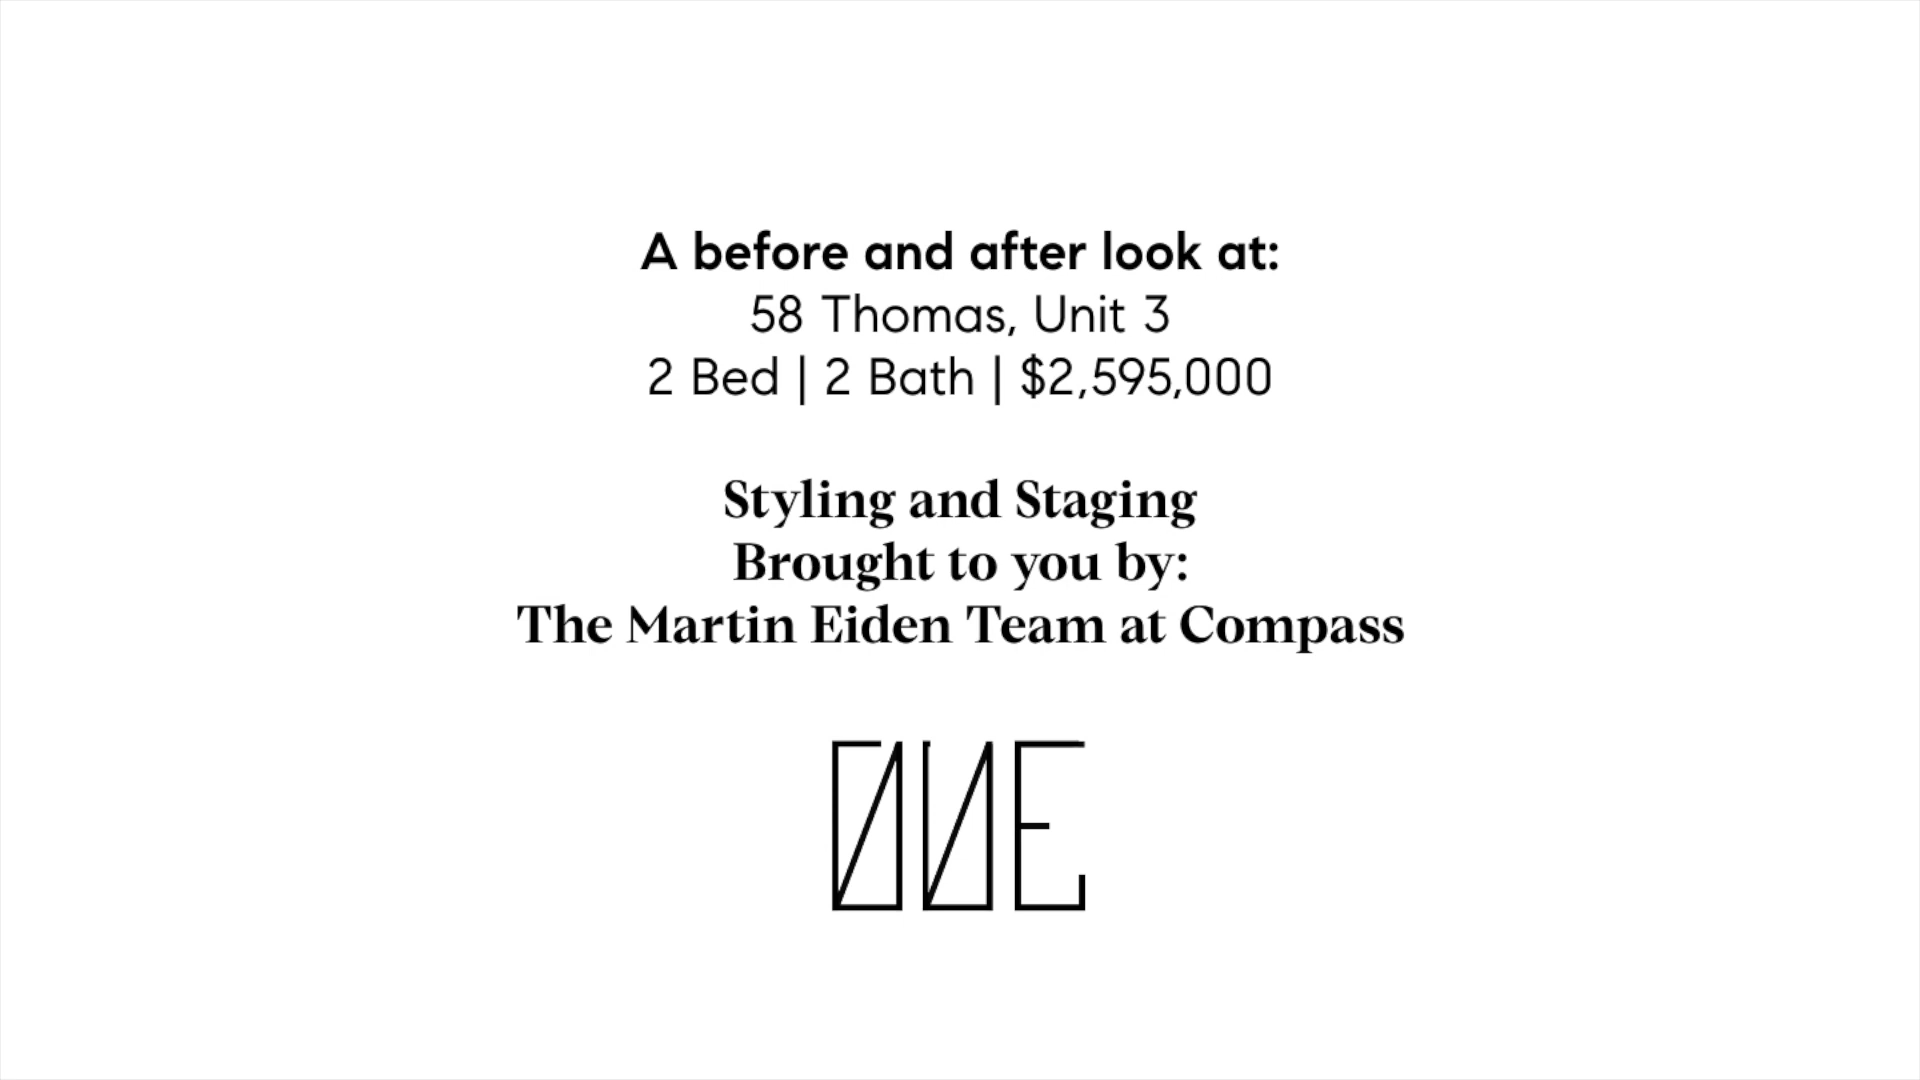 A before and after look at:
58 Thomas, Unit 3
2 Bed | 2 Bath | $2,595,000
Styling and Staging
Brought to you by:
The Martin Eiden Team at Compass